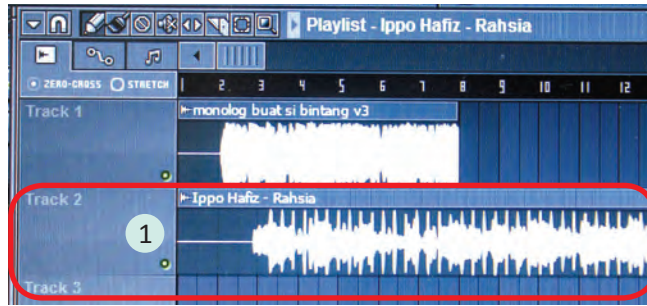 Playlist - Ippo Hafiz - Rahsia
ZERO-CROSS STRETCH 1 2 3 4 5 6 7 8 9 10 11 12
Track 1 monolog buat si bintang v3
Track 2 Ippo Hafiz - Rahsia
1
Track 3